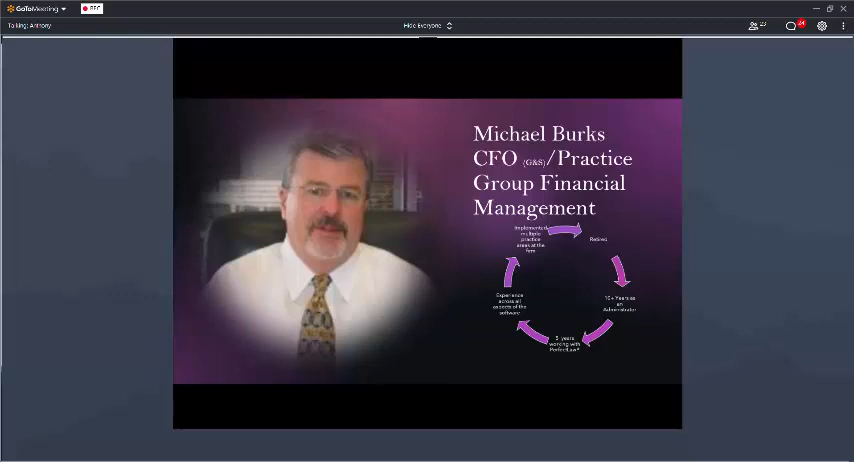 GoToMeeting
REC
Talking: Anthony
Hide Everyone
23
24
Michael Burks
CFO (G&S)/Practice
Group Financial
Management
Implemented
multiple
practice
areas at the
firm
Retired
10+ Years as
an
Administrator
5 years
working with
PerfectLaw®
Experience
across all
aspects of the
software